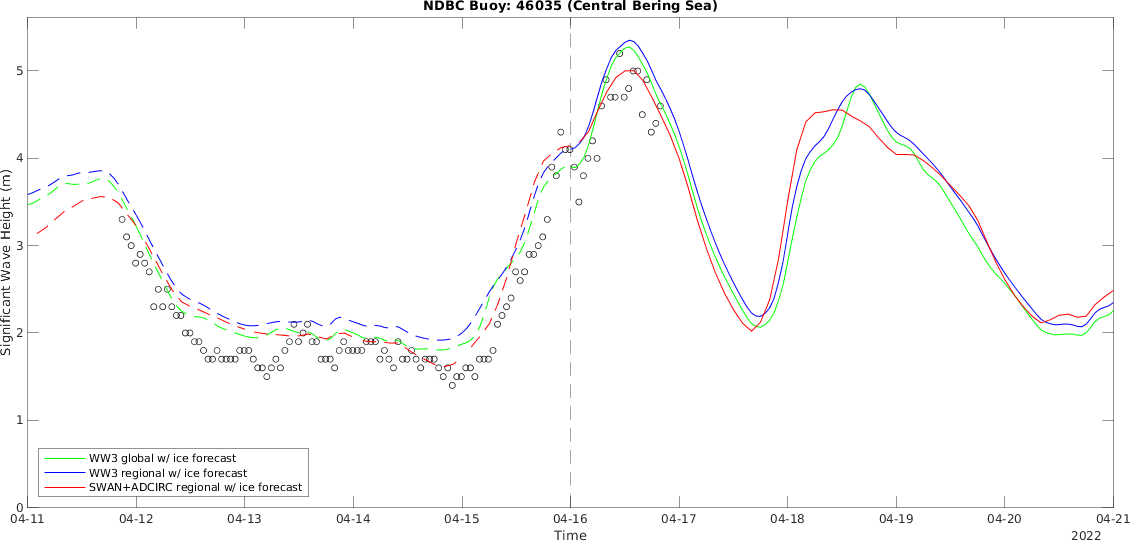 NDBC Buoy: 46035 (Central Bering Sea)
Significant Wave Height (m)
5
4
3
2
1
0
WW3 global w/ ice forecast
WW3 regional w/ ice forecast
SWAN+ADCIRC regional w/ ice forecast
04-11 04-12 04-13 04-14 04-15 04-16 04-17 04-18 04-19 04-20 04-21
Time
2022